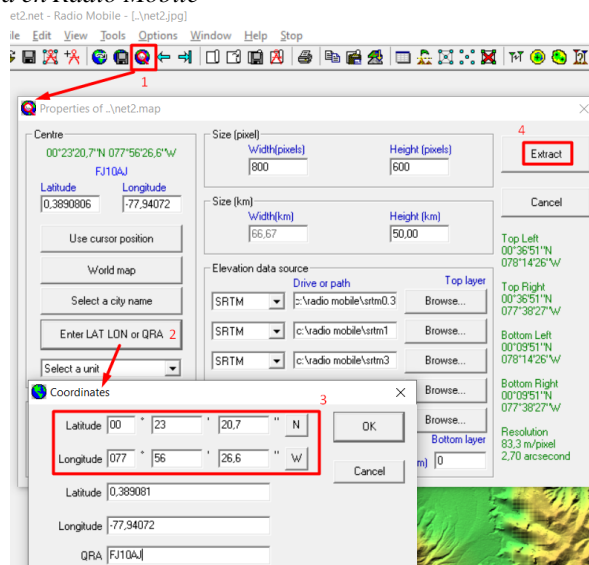 a en Radio Mobile
et2.net - Radio Mobile - [..\net2.jpg]
ile Edit View Tools Options Window Help Stop
1
Properties of ..\net2.map
Centre
00°23'20,7"N 077°56'26,6"W
FJ10AJ
Latitude Longitude
0,3890806 -77,94072
Use cursor position
World map
Select a city name
Enter LAT LON or QRA 2
Select a unit
Size (pixel)
Width(pixels) Height (pixels)
800 600
Size (km)
Width(km) Height (km)
66,67 50,00
Elevation data source
Drive or path Top layer
SRTM c:\radio mobile\srtm0.3 Browse...
SRTM c:\radio mobile\srtm1 Browse...
SRTM c:\radio mobile\srtm3 Browse...
Browse...
Browse...
Bottom layer
m) 0
4
Extract
Cancel
Top Left
00°36'51"N
078°14'26"W
Top Right
00°36'51"N
077°38'27"W
Bottom Left
00°09'51"N
078°14'26"W
Bottom Right
00°09'51"N
077°38'27"W
Resolution
83,3 m/pixel
2,70 arcsecond
Coordinates
3
Latitude 00 ° 23 ' 20,7 " N
Longitude 077 ° 56 ' 26,6 " W
OK
Cancel
Latitude 0,389081
Longitude -77,94072
QRA FJ10AJ